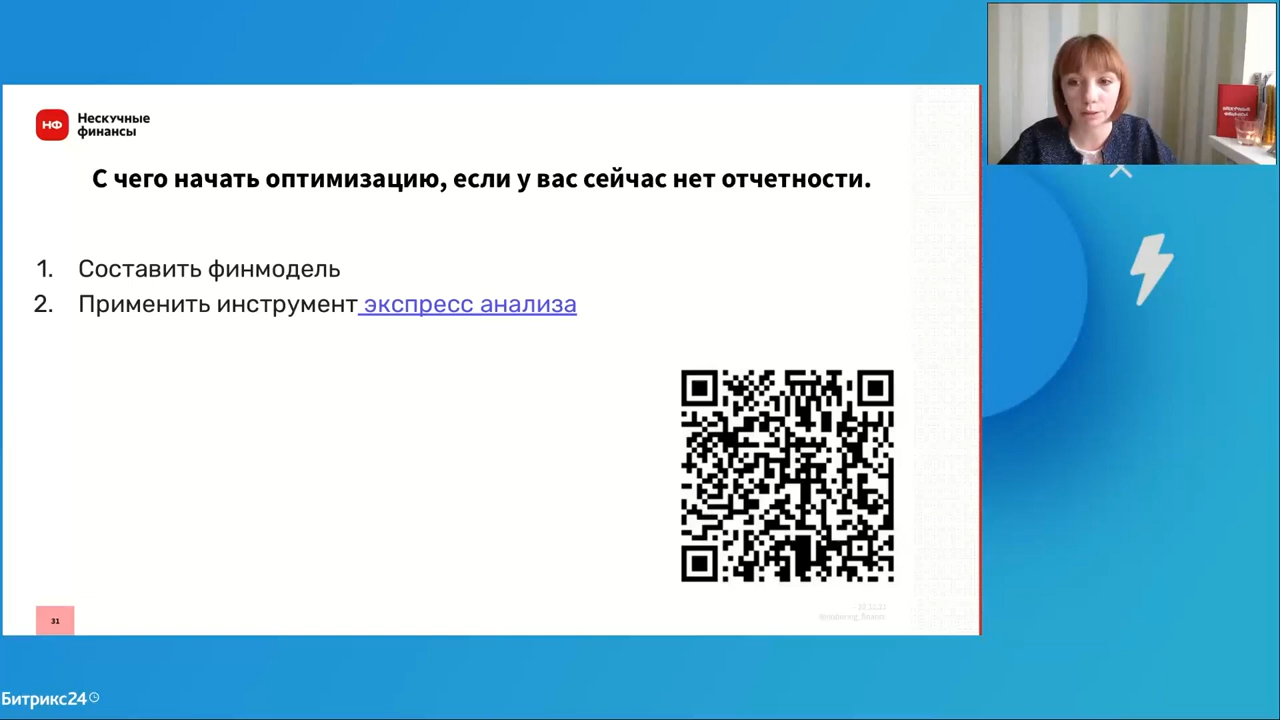 Нескучные
финансы
С чего начать оптимизацию, если у вас сейчас нет отчетности.
1. Составить финмодель
2. Применить инструмент экспресс анализа
31
НФ
Битрикс24